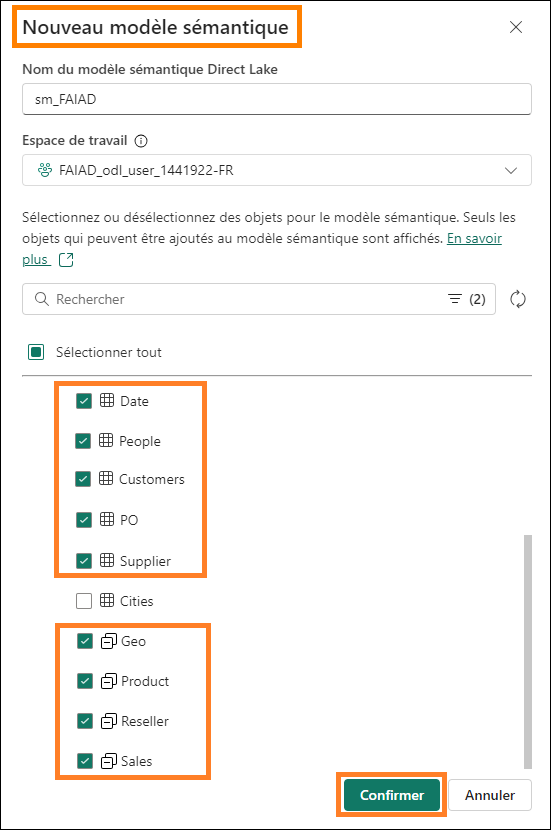 Nouveau modèle sémantique
Nom du modèle sémantique Direct Lake
sm_FAIAD
Espace de travail
FAIAD_odl_user_1441922-FR
Sélectionnez ou désélectionnez des objets pour le modèle sémantique. Seuls les
objets qui peuvent être ajoutés au modèle sémantique sont affichés. En savoir
plus
Rechercher (2)
Sélectionner tout
Date
People
Customers
PO
Supplier
Cities
Geo
Product
Reseller
Sales
Confirmer Annuler